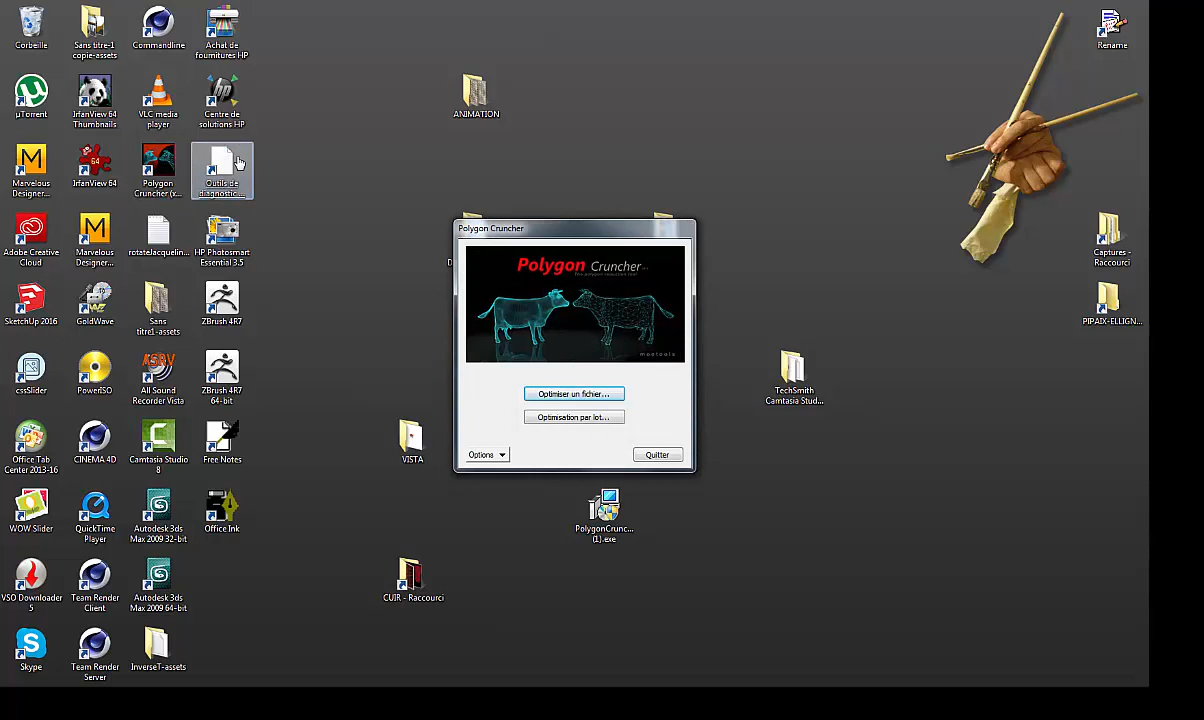 Corbeille
Sans titre-1
copie-assets
Commandline
Achat de
fournitures HP
Rename
µTorrent
IrfanView 64
Thumbnails
VLC media
player
Centre de
solutions HP
ANIMATION
Marvelous
Designer...
IrfanView 64
Polygon
Cruncher (x...
Outils de
diagnostic ...
Adobe Creative
Cloud
Marvelous
Designer...
rotateJacquelin...
HP Photosmart
Essential 3.5
Captures -
Raccourci
Polygon Cruncher
Polygon Cruncher
mootools
Optimiser un fichier...
Optimisation par lot...
Options
Quitter
SketchUp 2016
GoldWave
Sans
titre1-assets
ZBrush 4R7
PIPAIX-ELLIGN...
cssSlider
PowerISO
ASRV
All Sound
Recorder Vista
ZBrush 4R7
64-bit
TechSmith
Camtasia Stud...
Office Tab
Center 2013-16
CINEMA 4D
Camtasia Studio
8
Free Notes
VISTA
WOW Slider
QuickTime
Player
Autodesk 3ds
Max 2009 32-bit
Office Ink
PolygonCrunc...
(1).exe
VSO Downloader
5
Team Render
Client
Autodesk 3ds
Max 2009 64-bit
CUIR - Raccourci
Skype
Team Render
Server
InverseT-assets